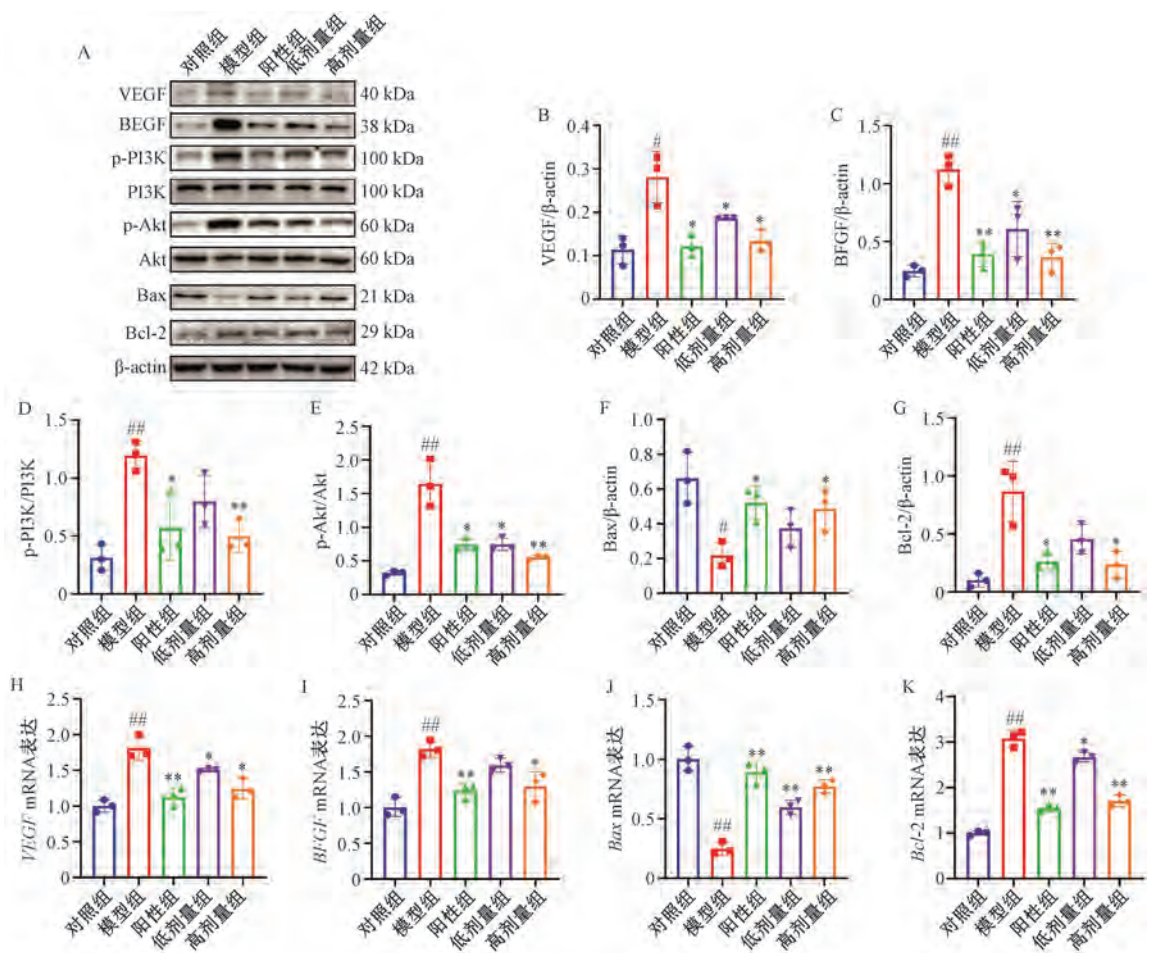 A
对照组
模型组
阳性组
低剂量组
高剂量组
VEGF 40 kDa
BEGF 38 kDa
p-PI3K 100 kDa
PI3K 100 kDa
p-Akt 60 kDa
Akt 60 kDa
Bax 21 kDa
Bcl-2 29 kDa
β-actin 42 kDa
B
VEGF/β-actin
0.4
0.3
0.2
0.1
0
#
*
*
*
对照组
模型组
阳性组
低剂量组
高剂量组
C
BFGF/β-actin
1.5
1.0
0.5
0
##
**
*
**
对照组
模型组
阳性组
低剂量组
高剂量组
D
p-PI3K/PI3K
1.5
1.0
0.5
0
##
*
**
对照组
模型组
阳性组
低剂量组
高剂量组
E
p-Akt/Akt
2.5
2.0
1.5
1.0
0.5
0
##
*
*
**
对照组
模型组
阳性组
低剂量组
高剂量组
F
Bax/β-actin
1.0
0.8
0.6
0.4
0.2
0
#
*
*
对照组
模型组
阳性组
低剂量组
高剂量组
G
Bcl-2/β-actin
1.5
1.0
0.5
0
##
*
*
对照组
模型组
阳性组
低剂量组
高剂量组
H
VEGF mRNA表达
2.5
2.0
1.5
1.0
0.5
0
##
**
*
*
对照组
模型组
阳性组
低剂量组
高剂量组
I
BFGF mRNA表达
2.5
2.0
1.5
1.0
0.5
0
##
**
*
对照组
模型组
阳性组
低剂量组
高剂量组
J
Bax mRNA表达
1.5
1.0
0.5
0
##
**
**
**
对照组
模型组
阳性组
低剂量组
高剂量组
K
Bcl-2 mRNA表达
4
3
2
1
0
##
**
*
**
对照组
模型组
阳性组
低剂量组
高剂量组